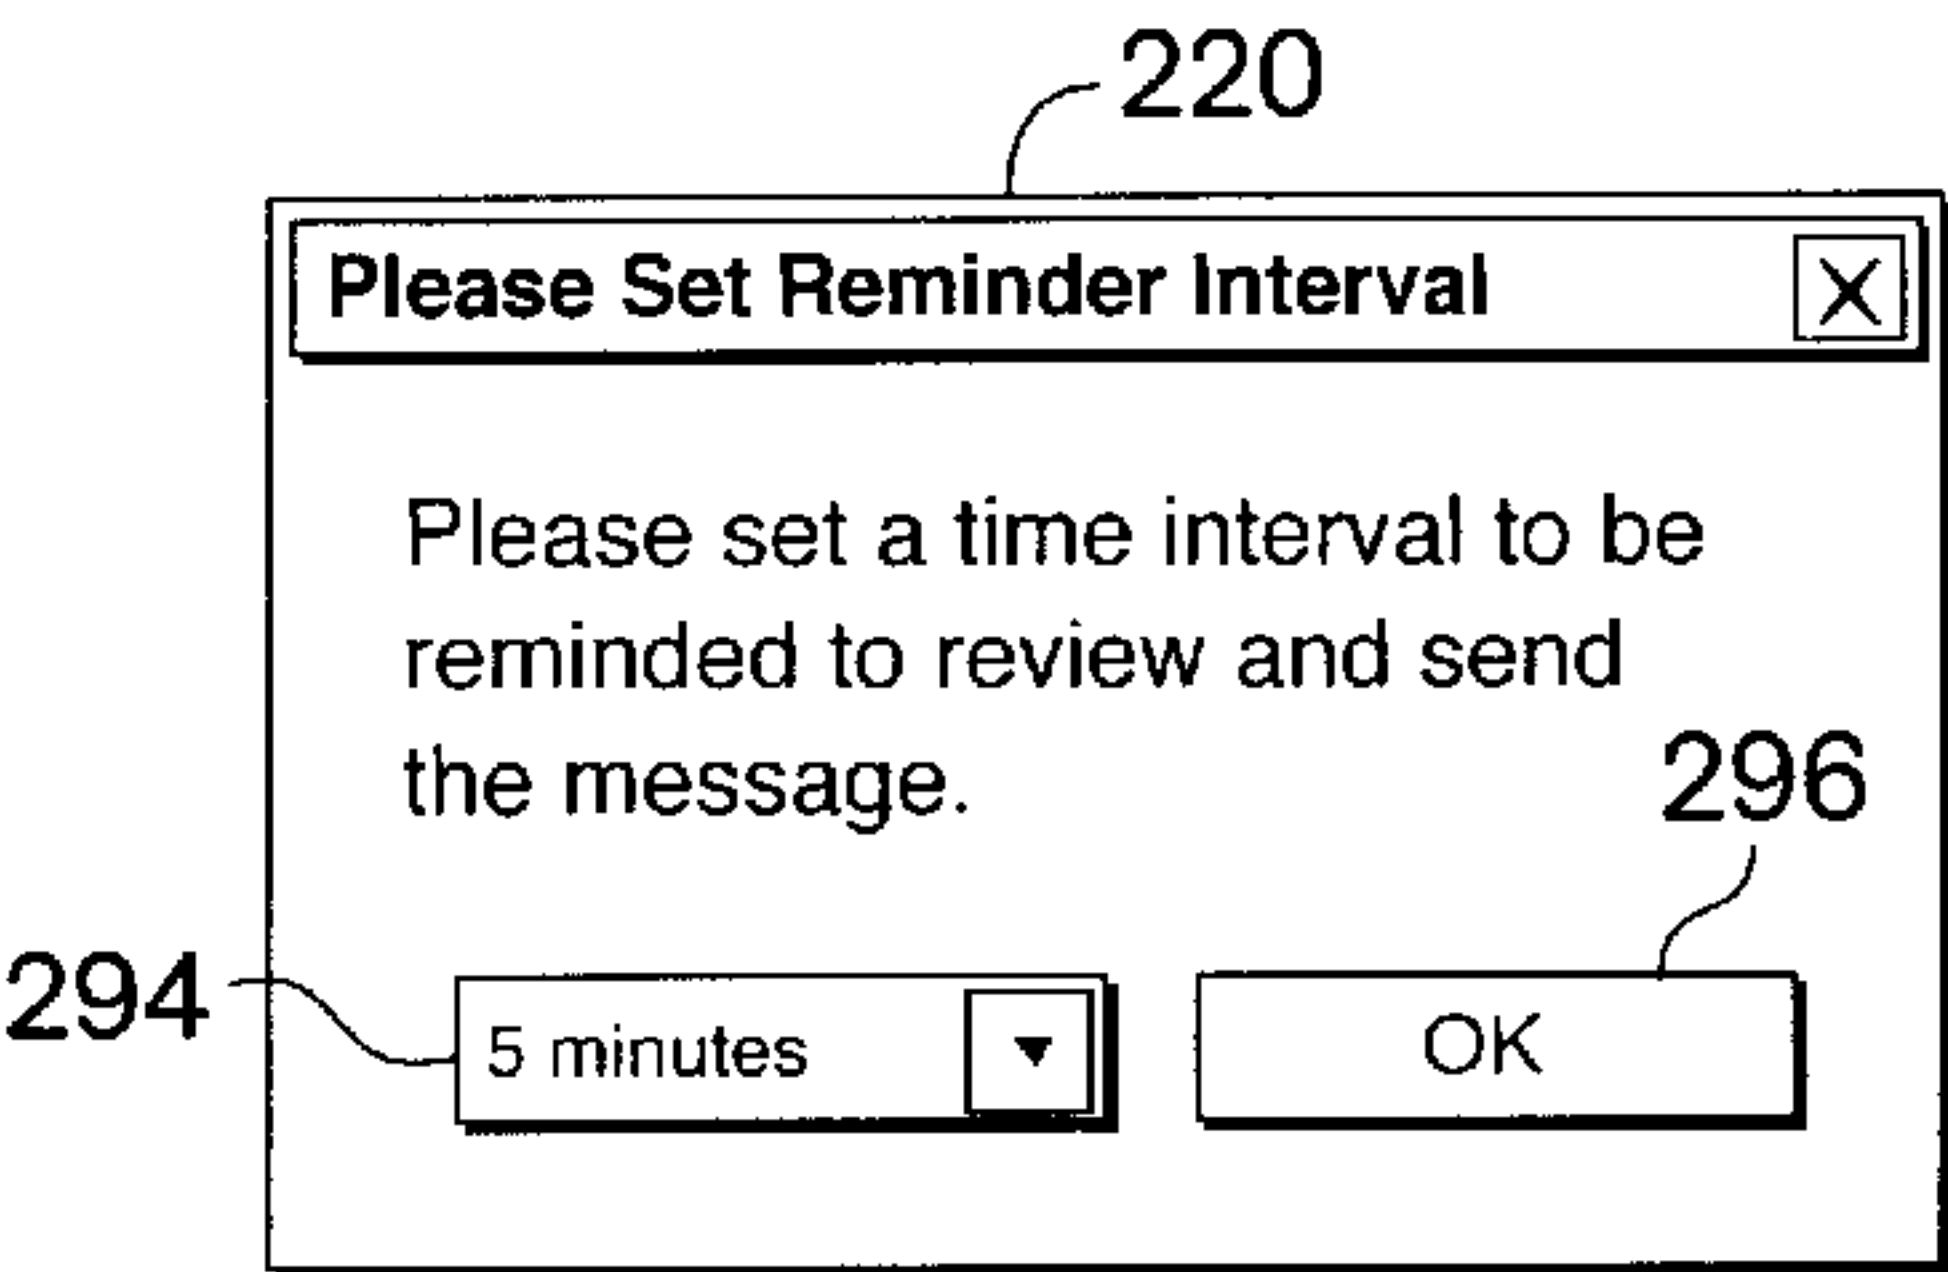 220
Please Set Reminder Interval
Please set a time interval to be
reminded to review and send
the message.
296
294
5 minutes
OK